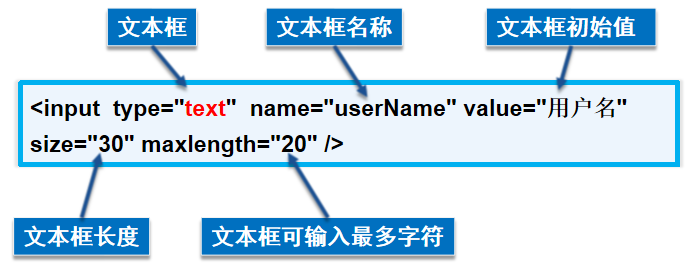 文本框 文本框名称 文本框初始值
<input type="text" name="userName" value="用户名"
size="30" maxlength="20" />
文本框长度 文本框可输入最多字符